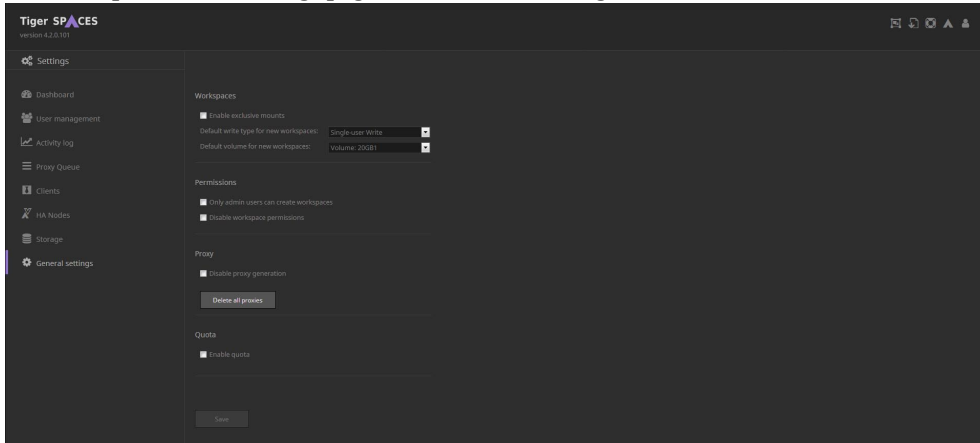 Tiger SPACES
version 4.2.0.101
Settings
Dashboard
User management
Activity log
Proxy Queue
Clients
HA Nodes
Storage
General settings
Workspaces
Enable exclusive mounts
Default write type for new workspaces: Single-user Write
Default volume for new workspaces: Volume: 20GB1
Permissions
Only admin users can create workspaces
Disable workspace permissions
Proxy
Disable proxy generation
Delete all proxies
Quota
Enable quota
Save